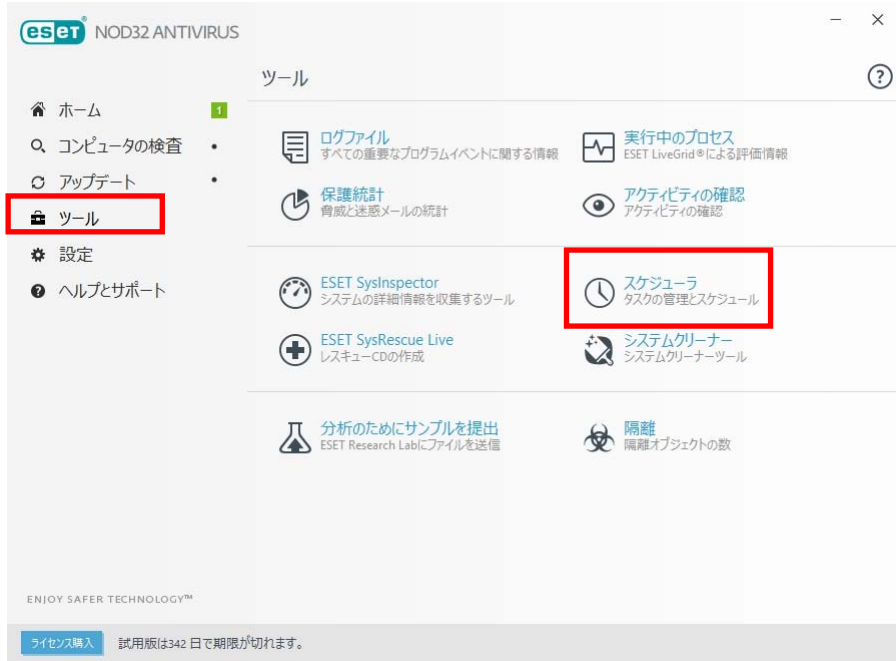 eset NOD32 ANTIVIRUS
ツール
ホーム 1
コンピュータの検査
アップデート
ツール
設定
ヘルプとサポート
ログファイル
すべての重要なプログラムイベントに関する情報
実行中のプロセス
ESET LiveGrid®による評価情報
保護統計
脅威と迷惑メールの統計
アクティビティの確認
アクティビティの確認
ESET SysInspector
システムの詳細情報を収集するツール
スケジューラ
タスクの管理とスケジュール
ESET SysRescue Live
レスキューCDの作成
システムクリーナー
システムクリーナーツール
分析のためにサンプルを提出
ESET Research Labにファイルを送信
隔離
隔離オブジェクトの数
ENJOY SAFER TECHNOLOGY™
ライセンス購入 試用版は342 日で期限が切れます。